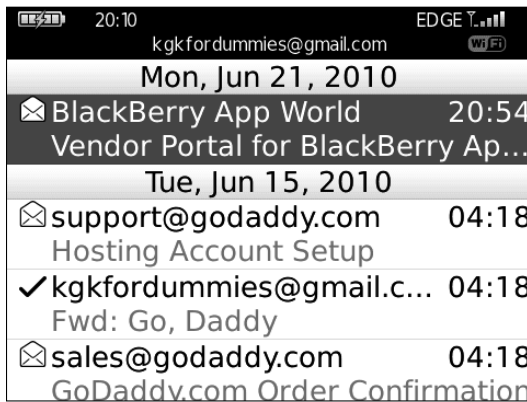 20:10 EDGE
kgkfordummies@gmail.com WiFi
Mon, Jun 21, 2010
BlackBerry App World 20:54
Vendor Portal for BlackBerry Ap...
Tue, Jun 15, 2010
support@godaddy.com 04:18
Hosting Account Setup
kgkfordummies@gmail.c... 04:18
Fwd: Go, Daddy
sales@godaddy.com 04:18
GoDaddy.com Order Confirmation